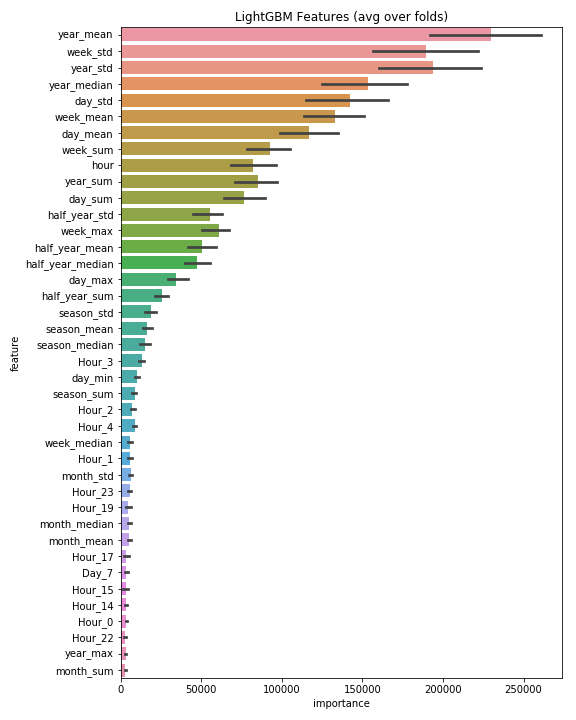 LightGBM Features (avg over folds)
year_mean
week_std
year_std
year_median
day_std
week_mean
day_mean
week_sum
hour
year_sum
day_sum
half_year_std
week_max
half_year_mean
half_year_median
day_max
half_year_sum
season_std
season_mean
season_median
Hour_3
day_min
season_sum
Hour_2
Hour_4
week_median
Hour_1
month_std
Hour_23
Hour_19
month_median
month_mean
Hour_17
Day_7
Hour_15
Hour_14
Hour_0
Hour_22
year_max
month_sum
feature
0 50000 100000 150000 200000 250000
importance